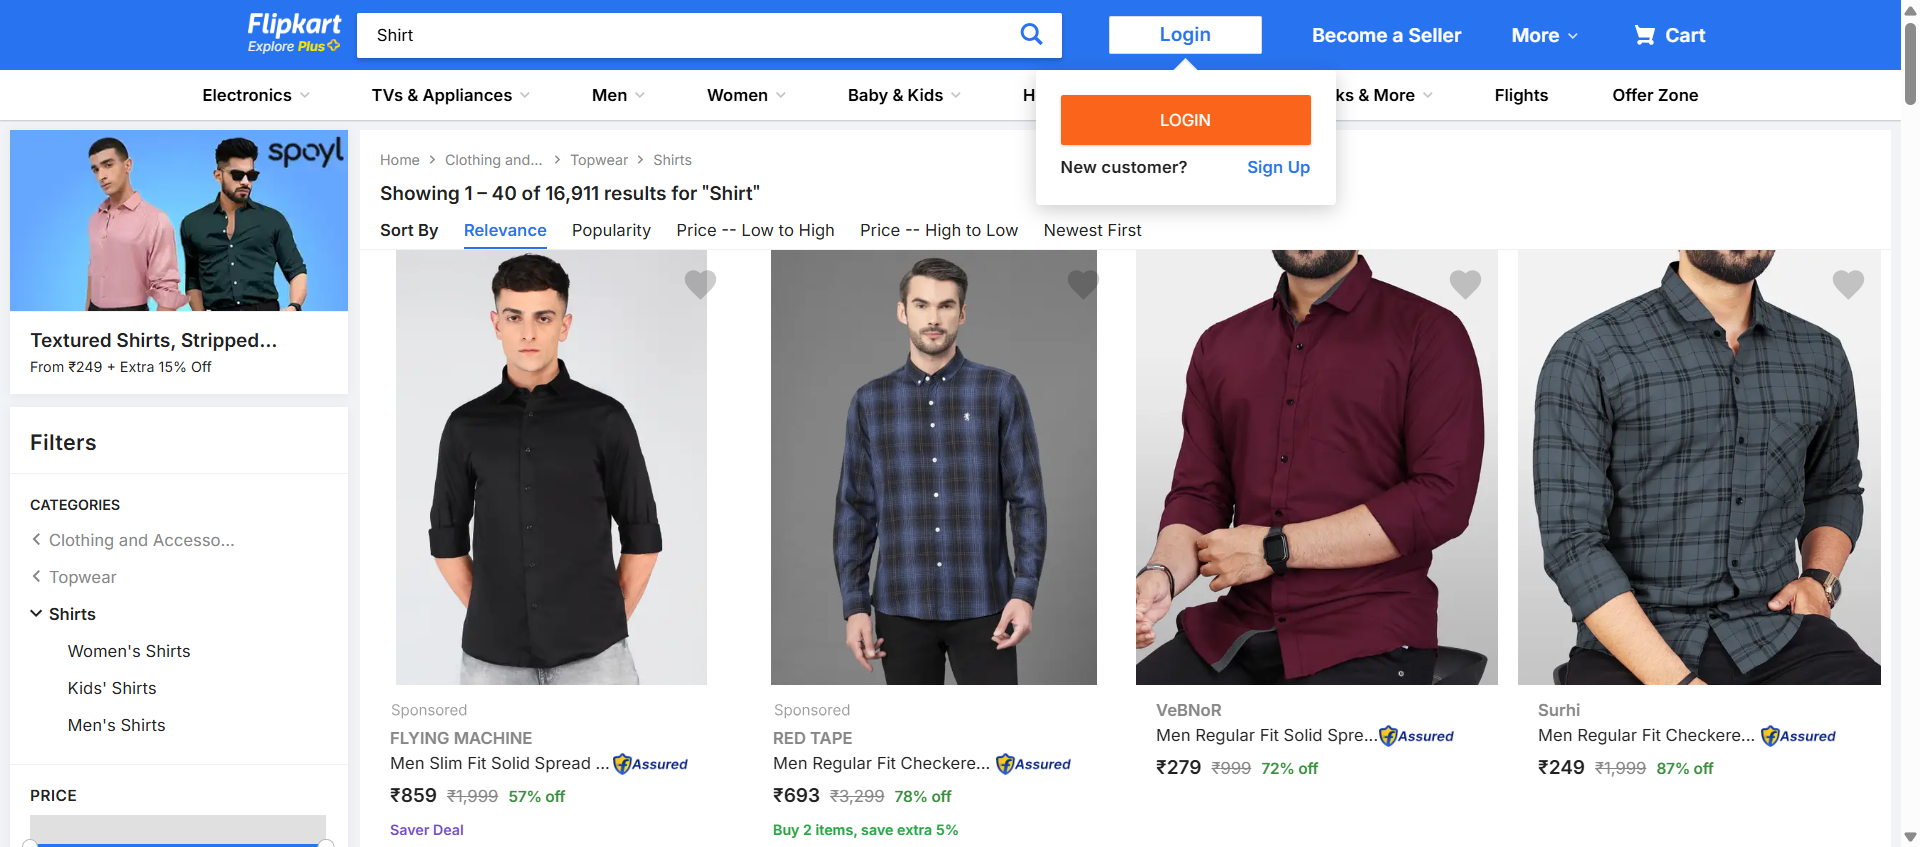 Flipkart
Explore Plus
Shirt
Login
Become a Seller
More
Cart
Electronics
TVs & Appliances
Men
Women
Baby & Kids
H
ks & More
Flights
Offer Zone
LOGIN
New customer?
Sign Up
spoyl
Textured Shirts, Stripped...
From ₹249 + Extra 15% Off
Filters
CATEGORIES
Clothing and Accesso...
Topwear
Shirts
Women's Shirts
Kids' Shirts
Men's Shirts
PRICE
Home
Clothing and...
Topwear
Shirts
Showing 1 – 40 of 16,911 results for "Shirt"
Sort By
Relevance
Popularity
Price -- Low to High
Price -- High to Low
Newest First
Sponsored
FLYING MACHINE
Men Slim Fit Solid Spread ...
Assured
₹859 ₹1,999 57% off
Saver Deal
Sponsored
RED TAPE
Men Regular Fit Checkere...
Assured
₹693 ₹3,299 78% off
Buy 2 items, save extra 5%
VeBNoR
Men Regular Fit Solid Spre...
Assured
₹279 ₹999 72% off
Surhi
Men Regular Fit Checkere...
Assured
₹249 ₹1,999 87% off